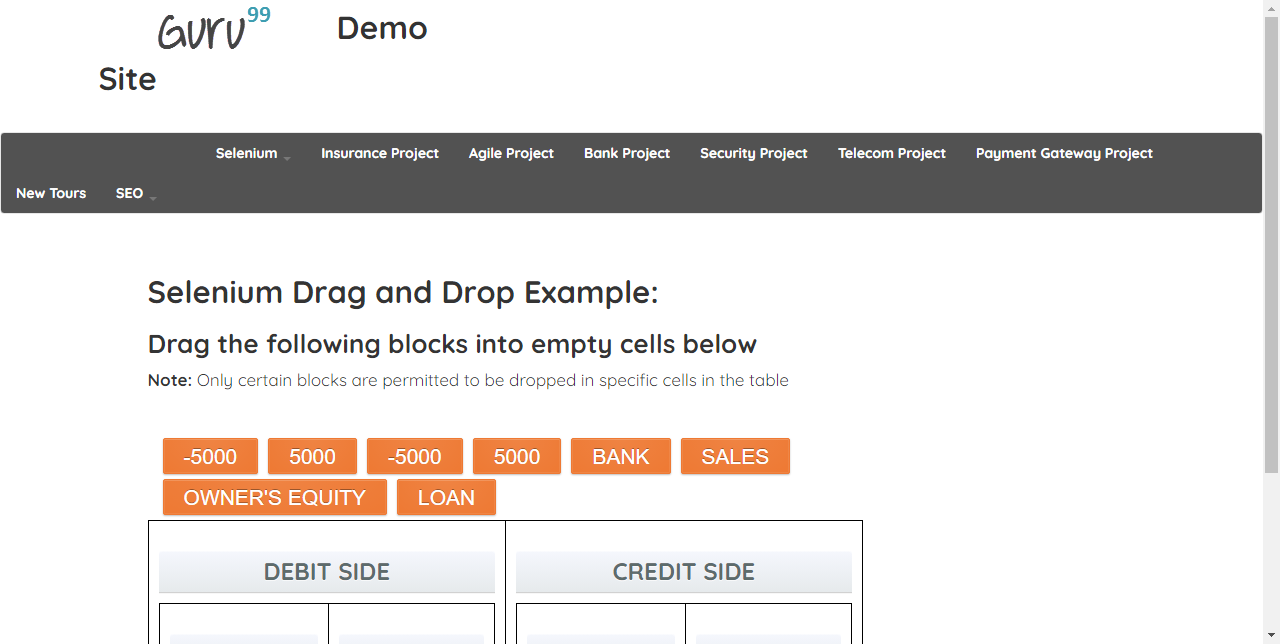 Guru99 Demo
Site
Selenium Insurance Project Agile Project Bank Project Security Project Telecom Project Payment Gateway Project
New Tours SEO
Selenium Drag and Drop Example:
Drag the following blocks into empty cells below
Note: Only certain blocks are permitted to be dropped in specific cells in the table
-5000 5000 -5000 5000 BANK SALES
OWNER'S EQUITY LOAN
DEBIT SIDE CREDIT SIDE